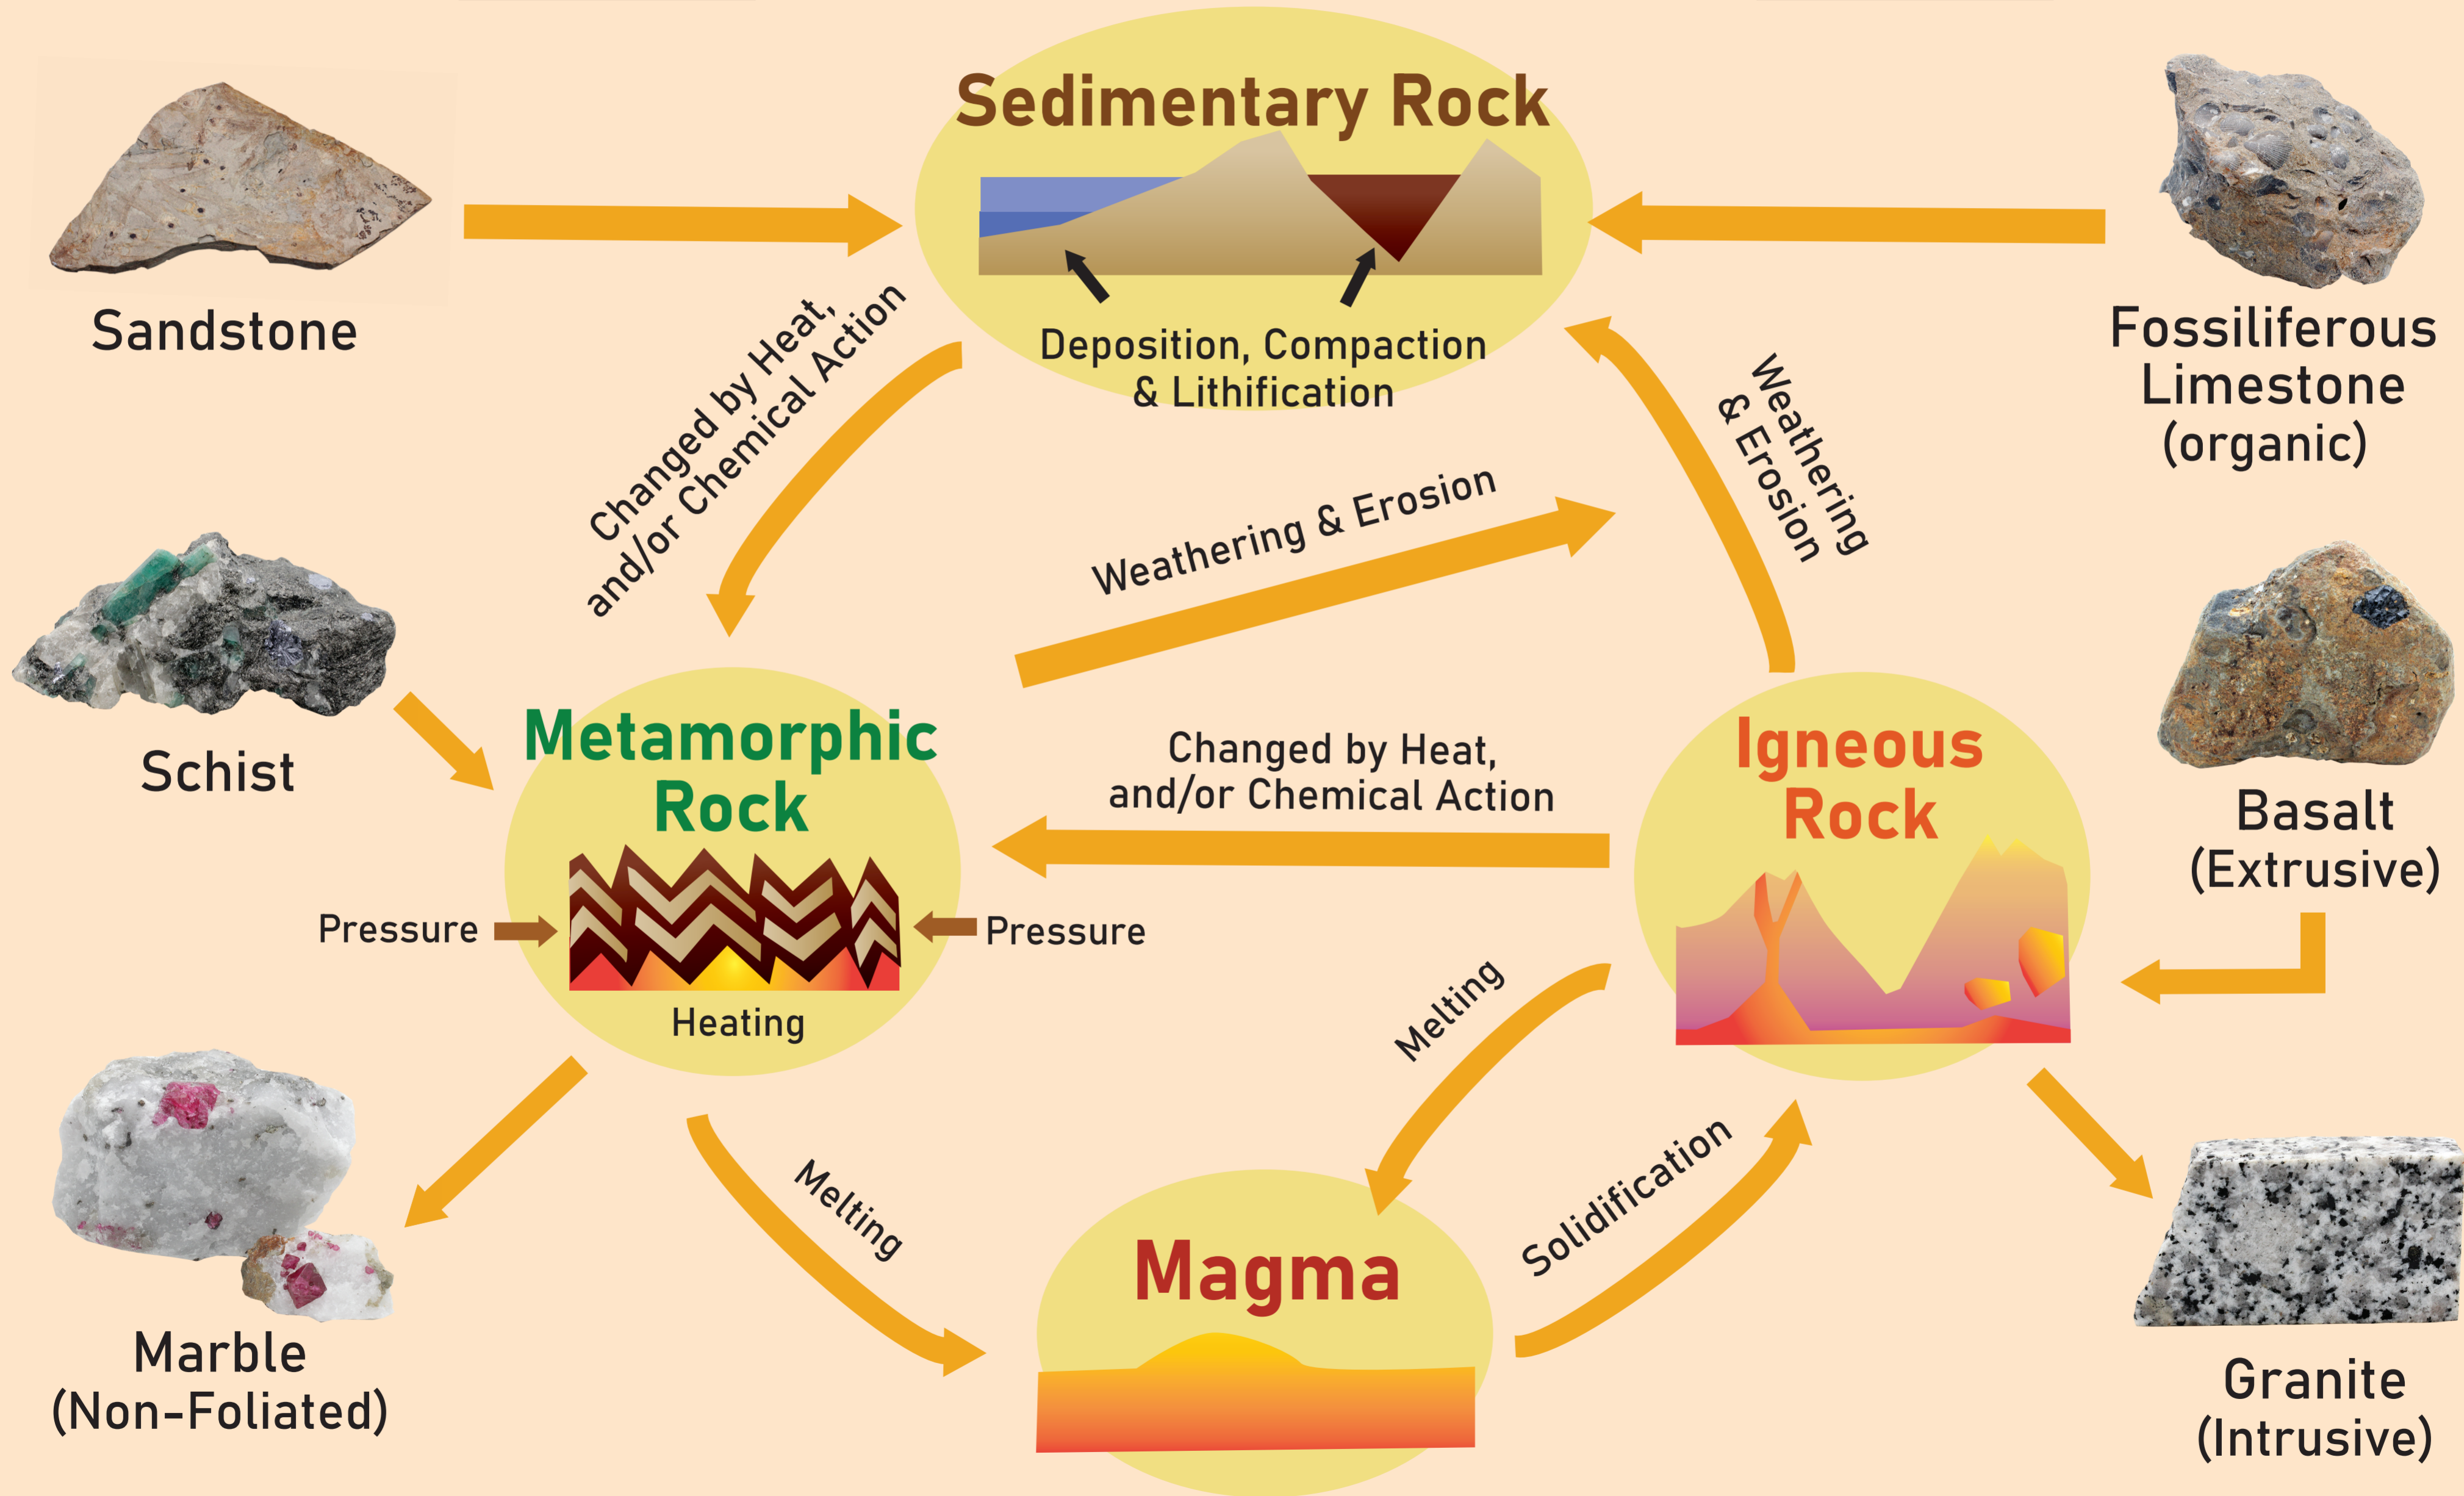 Sedimentary Rock
Deposition, Compaction
& Lithification
Sandstone
Fossiliferous
Limestone
(organic)
Changed by Heat,
and/or Chemical Action
Weathering
& Erosion
Weathering & Erosion
Schist
Metamorphic
Rock
Pressure
Pressure
Heating
Changed by Heat,
and/or Chemical Action
Igneous
Rock
Basalt
(Extrusive)
Melting
Melting
Solidification
Magma
Marble
(Non-Foliated)
Granite
(Intrusive)